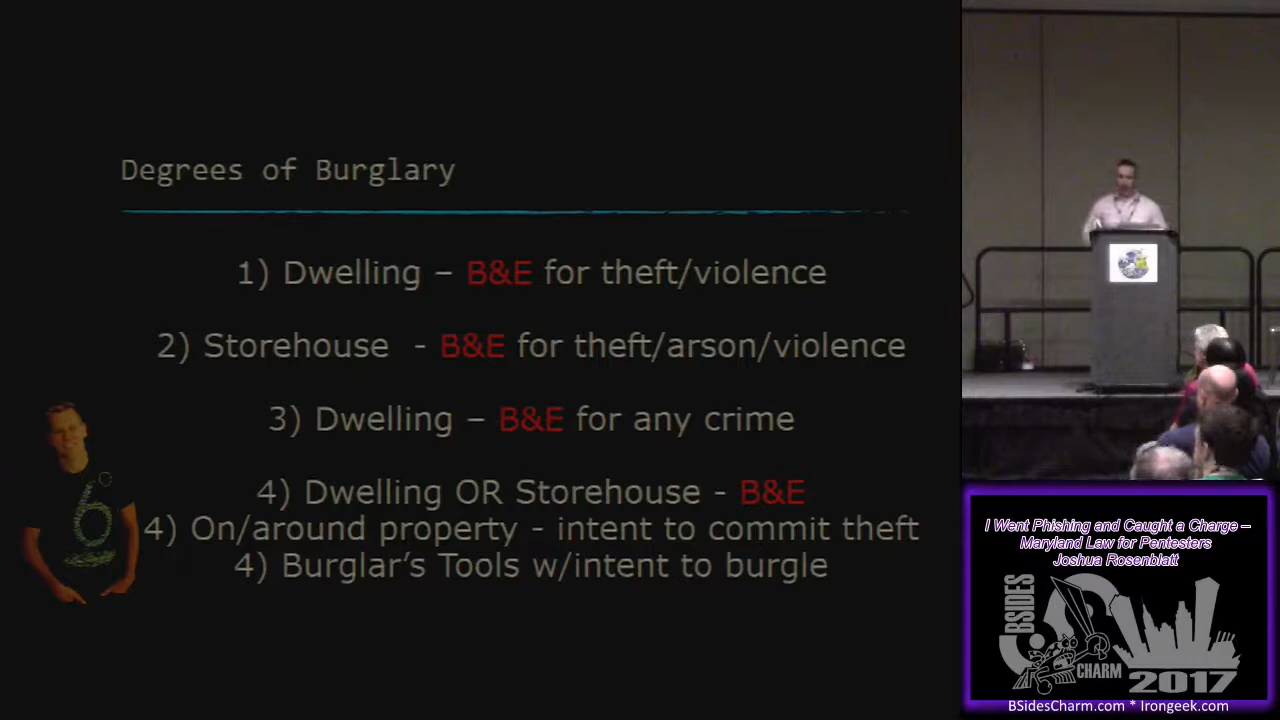 Degrees of Burglary
1) Dwelling – B&E for theft/violence
2) Storehouse - B&E for theft/arson/violence
3) Dwelling – B&E for any crime
4) Dwelling OR Storehouse - B&E
4) On/around property - intent to commit theft
4) Burglar's Tools w/intent to burgle
6°
I Went Phishing and Caught a Charge –
Maryland Law for Pentesters
Joshua Rosenblatt
BSIDES
CHARM
2017
BSidesCharm.com * Irongeek.com